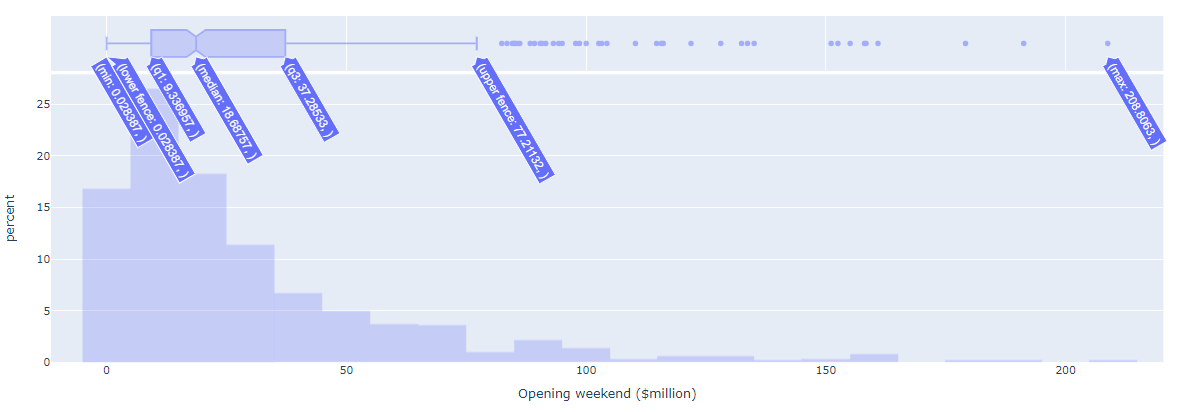 (min: 0.028387, )
(lower fence: 0.028387, )
(q1: 9.336957, )
(median: 18.68757, )
(q3: 37.28533, )
(upper fence: 77.21132, )
(max: 208.8063, )
percent
25
20
15
10
5
0
0 50 100 150 200
Opening weekend ($million)